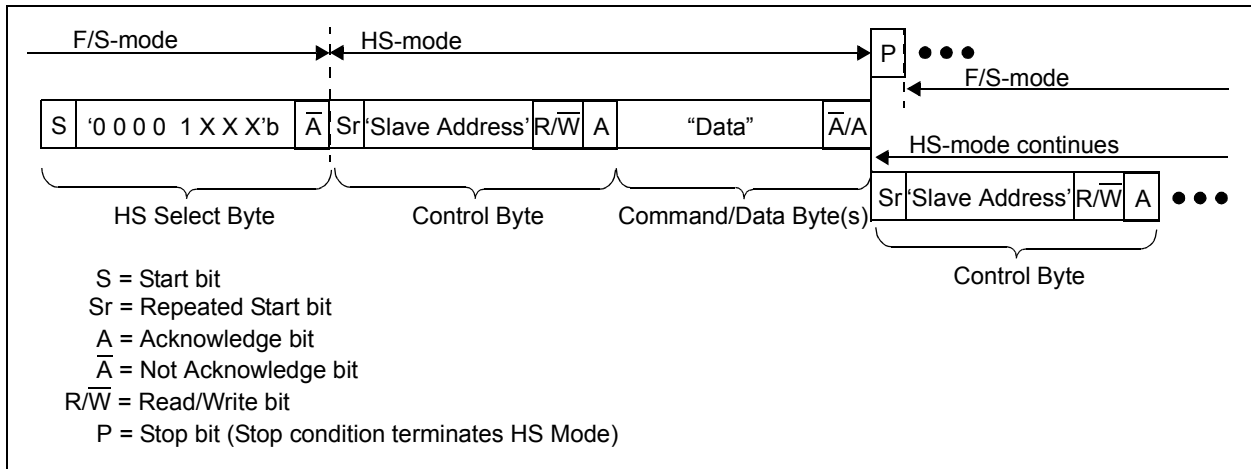 F/S-mode HS-mode P ●●●
F/S-mode
S ‘0 0 0 0 1 X X X’b A̅ Sr ‘Slave Address’ R/W̅ A “Data” A̅/A
HS-mode continues
HS Select Byte Control Byte Command/Data Byte(s) Sr ‘Slave Address’ R/W̅ A ●●●
Control Byte
S = Start bit
Sr = Repeated Start bit
A = Acknowledge bit
A̅ = Not Acknowledge bit
R/W̅ = Read/Write bit
P = Stop bit (Stop condition terminates HS Mode)